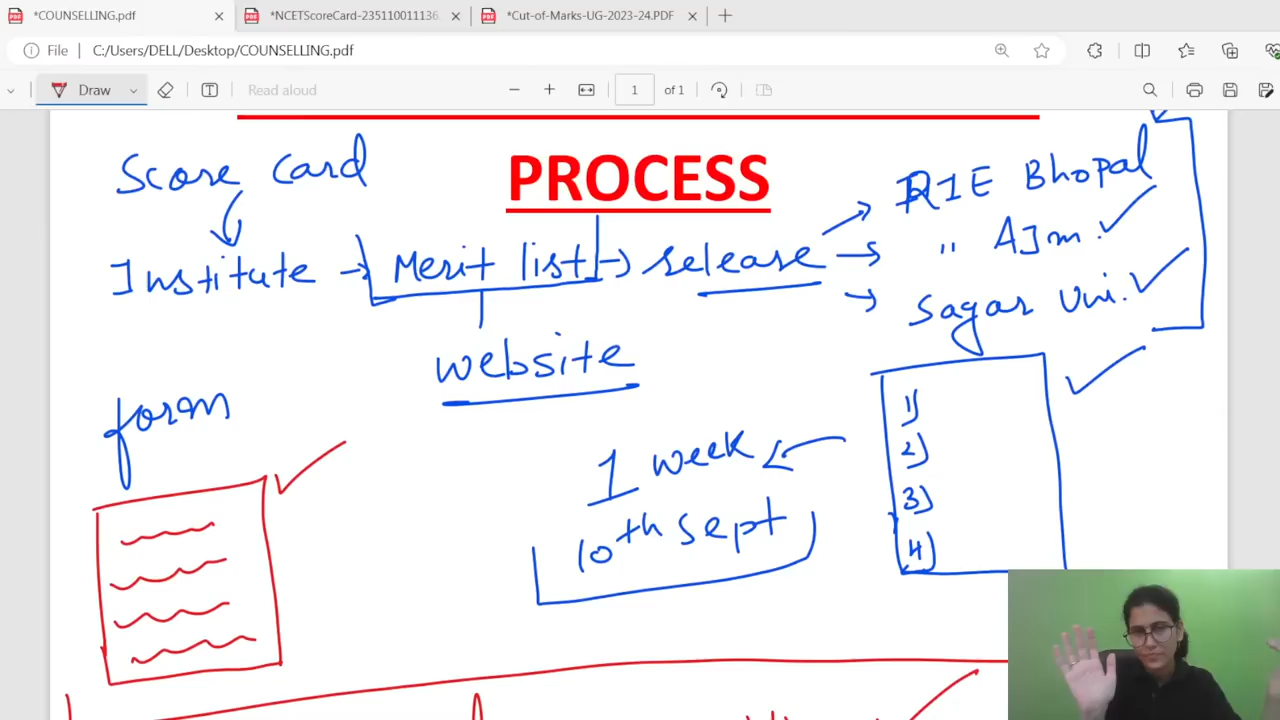 *COUNSELLING.pdf
*NCETScoreCard-235110011136.
*Cut-of-Marks-UG-2023-24.PDF
File
C:/Users/DELL/Desktop/COUNSELLING.pdf
Draw
Read aloud
1
of 1
PROCESS
Score Card
Institute → Merit list → release
→ RIE Bhopal
→ " AJm.
→ Sagar Uni.
website
form
1)
2)
3)
4)
1 week
10th Sept